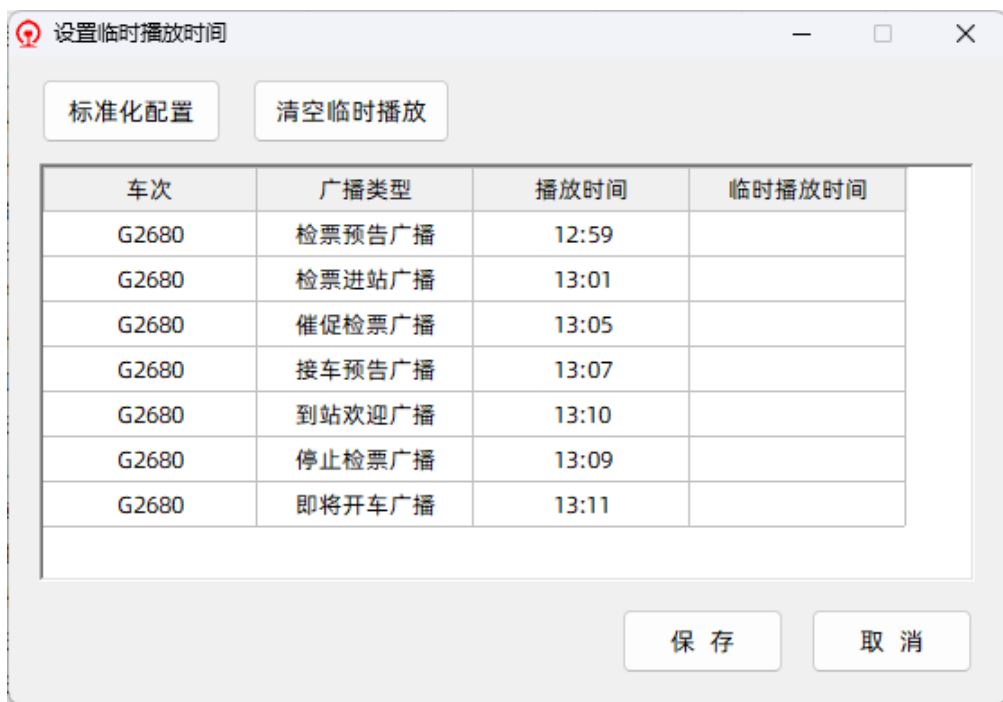 设置临时播放时间
标准化配置 清空临时播放
车次 广播类型 播放时间 临时播放时间
G2680 检票预告广播 12:59
G2680 检票进站广播 13:01
G2680 催促检票广播 13:05
G2680 接车预告广播 13:07
G2680 到站欢迎广播 13:10
G2680 停止检票广播 13:09
G2680 即将开车广播 13:11
保 存 取 消